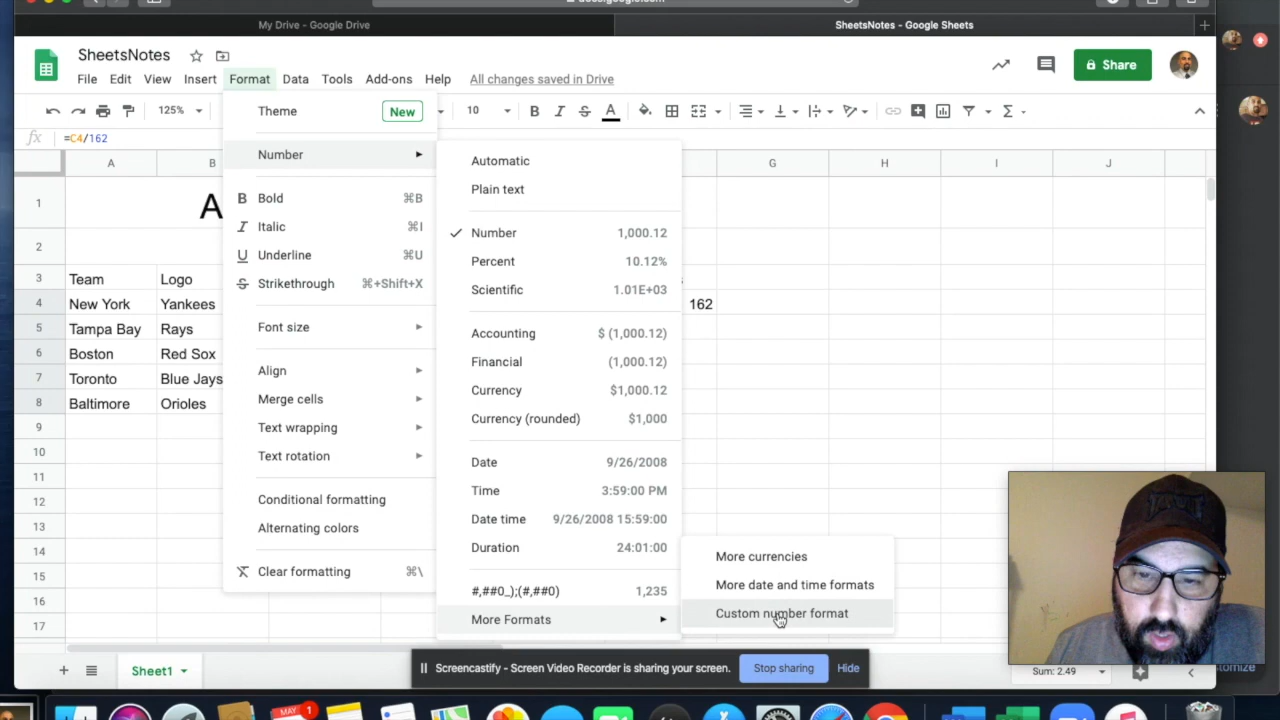 docs.google.com
My Drive - Google Drive
SheetsNotes - Google Sheets
SheetsNotes
Share
File Edit View Insert Format Data Tools Add-ons Help All changes saved in Drive
125% 10 B I S A Σ
fx =C4/162
A B G H I J
1 A
2
3 Team Logo
4 New York Yankees 162
5 Tampa Bay Rays
6 Boston Red Sox
7 Toronto Blue Jays
8 Baltimore Orioles
9
10
11
12
13
14
15
16
17
Theme New
Number
B Bold ⌘B
I Italic ⌘I
U Underline ⌘U
S Strikethrough ⌘+Shift+X
Font size
Align
Merge cells
Text wrapping
Text rotation
Conditional formatting
Alternating colors
Clear formatting ⌘\
Automatic
Plain text
Number 1,000.12
Percent 10.12%
Scientific 1.01E+03
Accounting $ (1,000.12)
Financial (1,000.12)
Currency $1,000.12
Currency (rounded) $1,000
Date 9/26/2008
Time 3:59:00 PM
Date time 9/26/2008 15:59:00
Duration 24:01:00
#,##0_);(#,##0) 1,235
More Formats
More currencies
More date and time formats
Custom number format
Sheet1
Screencastify - Screen Video Recorder is sharing your screen. Stop sharing Hide
Sum: 2.49
MAY 1